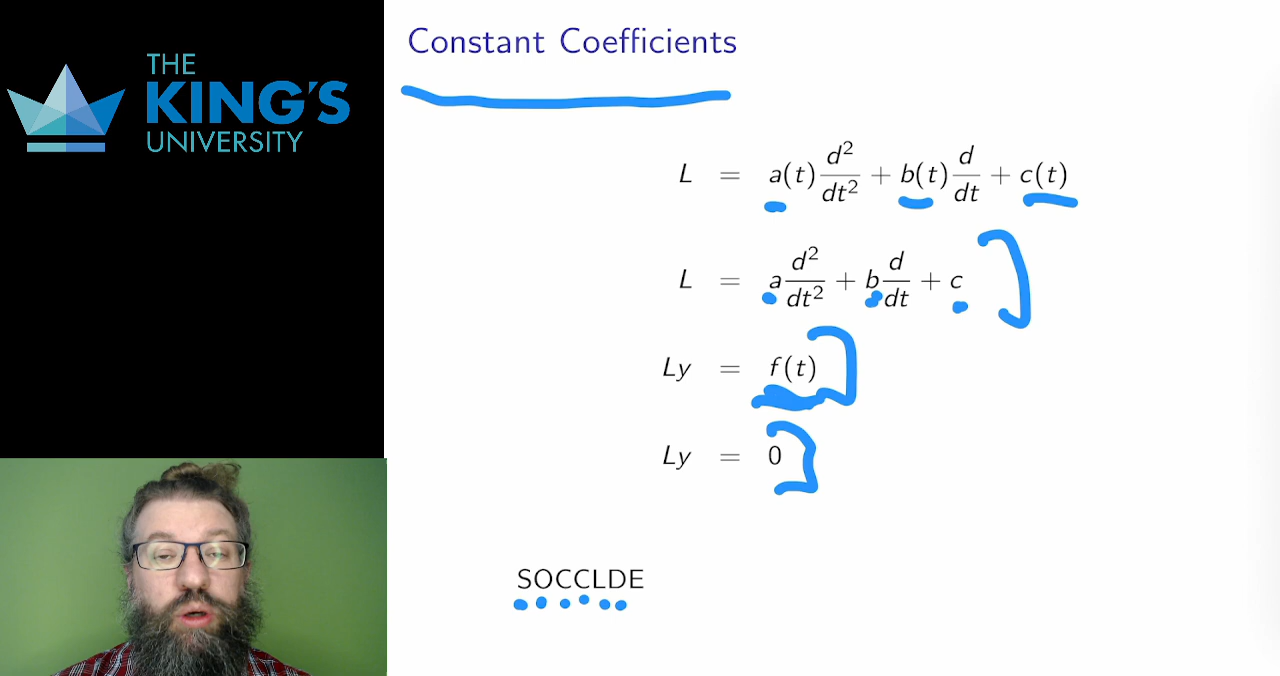 THE
KING'S
UNIVERSITY
Constant Coefficients
L = a(t) d²/dt² + b(t) d/dt + c(t)
L = a d²/dt² + b d/dt + c
Ly = f(t)
Ly = 0
SOCCLDE